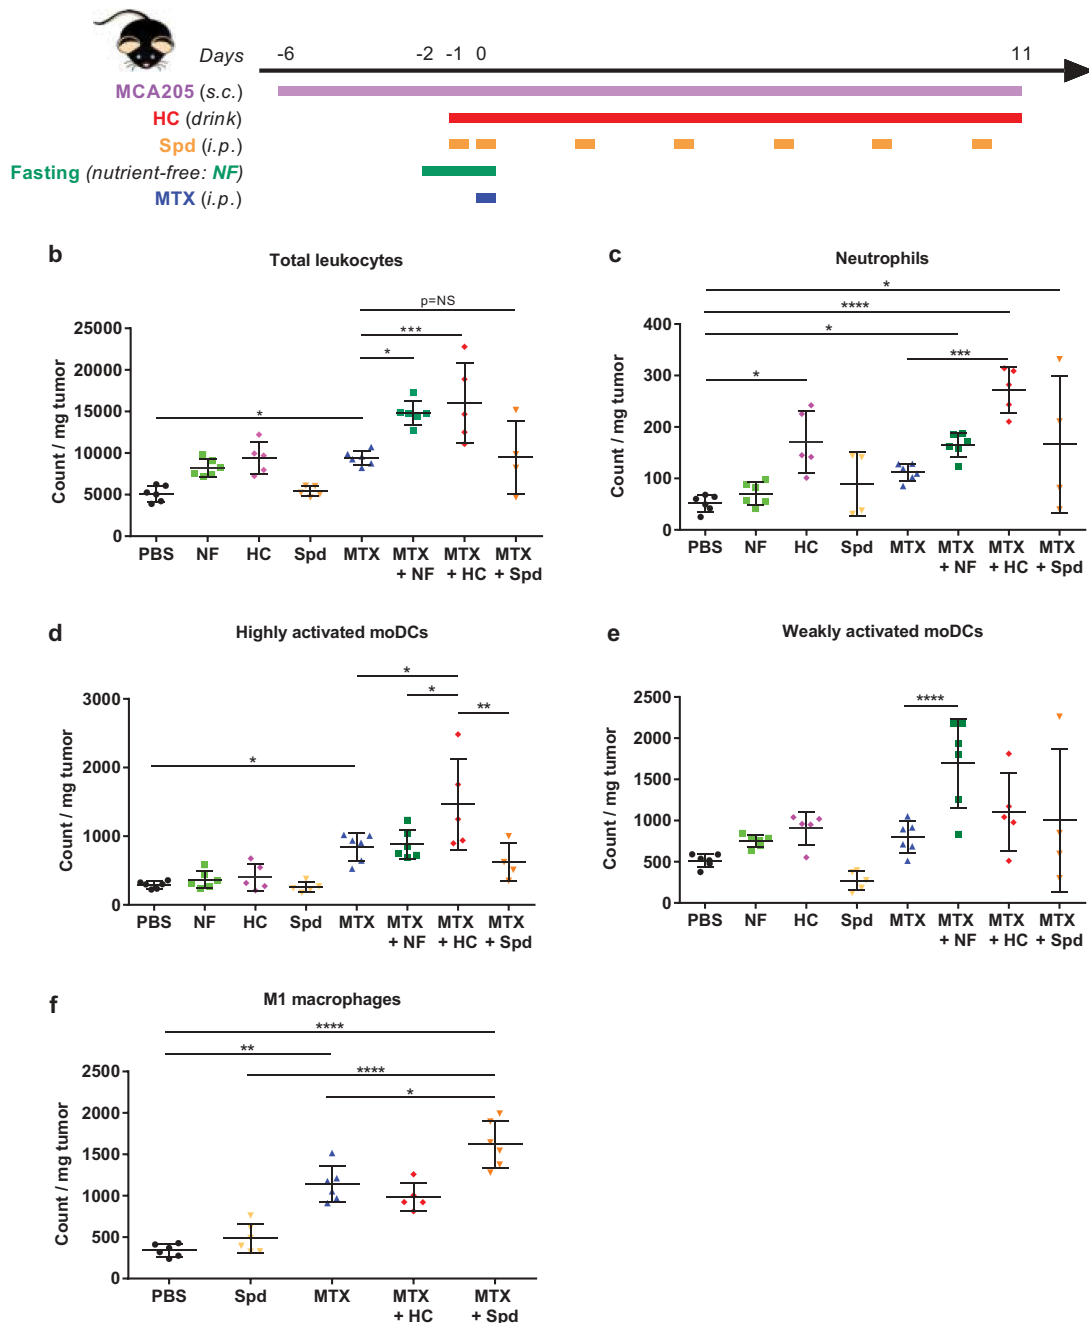 Days -6 -2 -1 0 11
MCA205 (s.c.)
HC (drink)
Spd (i.p.)
Fasting (nutrient-free: NF)
MTX (i.p.)
b
Total leukocytes
p=NS
***
*
*
Count / mg tumor
25000
20000
15000
10000
5000
0
PBS NF HC Spd MTX MTX MTX MTX
+ NF + HC + Spd
c
Neutrophils
*
****
*
***
*
Count / mg tumor
400
300
200
100
0
PBS NF HC Spd MTX MTX MTX MTX
+ NF + HC + Spd
d
Highly activated moDCs
*
*
**
*
Count / mg tumor
3000
2000
1000
0
PBS NF HC Spd MTX MTX MTX MTX
+ NF + HC + Spd
e
Weakly activated moDCs
****
Count / mg tumor
2500
2000
1500
1000
500
0
PBS NF HC Spd MTX MTX MTX MTX
+ NF + HC + Spd
f
M1 macrophages
****
**
****
*
Count / mg tumor
2500
2000
1500
1000
500
0
PBS Spd MTX MTX MTX
+ HC + Spd